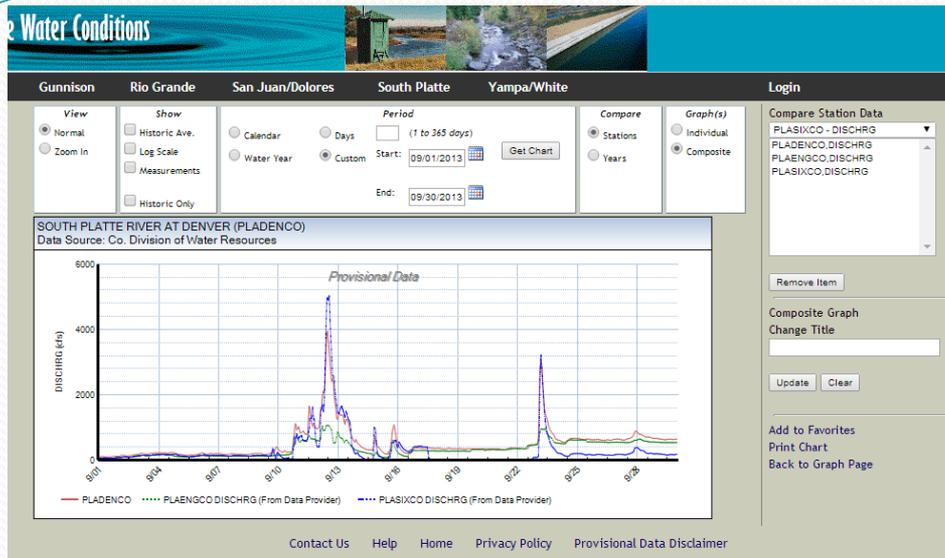 e Water Conditions
Gunnison Rio Grande San Juan/Dolores South Platte Yampa/White Login
View
Normal
Zoom In
Show
Historic Ave.
Log Scale
Measurements
Historic Only
Period
Calendar
Water Year
Days
Custom
(1 to 365 days)
Start: 09/01/2013
End: 09/30/2013
Get Chart
Compare
Stations
Years
Graph(s)
Individual
Composite
Compare Station Data
PLASIXCO - DISCHRG
PLADENCO,DISCHRG
PLAENGCO,DISCHRG
PLASIXCO,DISCHRG
Remove Item
Composite Graph
Change Title
Update Clear
Add to Favorites
Print Chart
Back to Graph Page
SOUTH PLATTE RIVER AT DENVER (PLADENCO)
Data Source: Co. Division of Water Resources
Provisional Data
DISCHRG (cfs)
6000
4000
2000
0
9/01 9/04 9/07 9/10 9/13 9/16 9/19 9/22 9/25 9/28
PLADENCO PLAENGCO DISCHRG (From Data Provider) PLASIXCO DISCHRG (From Data Provider)
Contact Us Help Home Privacy Policy Provisional Data Disclaimer